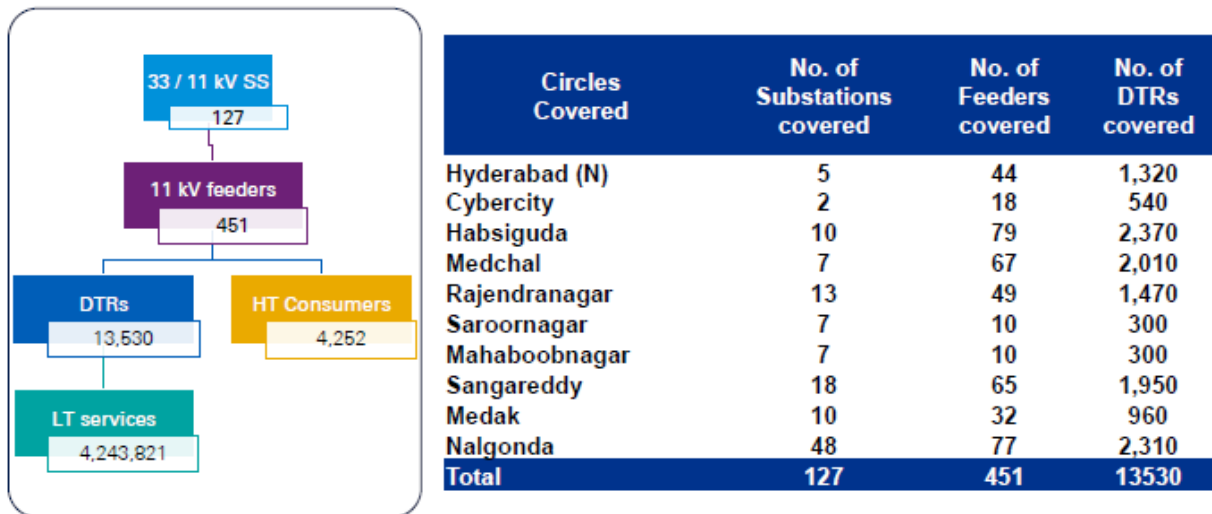 33 / 11 kV SS
127
11 kV feeders
451
DTRs
13,530
HT Consumers
4,252
LT services
4,243,821
Circles Covered No. of Substations covered No. of Feeders covered No. of DTRs covered
Hyderabad (N) 5 44 1,320
Cybercity 2 18 540
Habsiguda 10 79 2,370
Medchal 7 67 2,010
Rajendranagar 13 49 1,470
Saroornagar 7 10 300
Mahaboobnagar 7 10 300
Sangareddy 18 65 1,950
Medak 10 32 960
Nalgonda 48 77 2,310
Total 127 451 13530